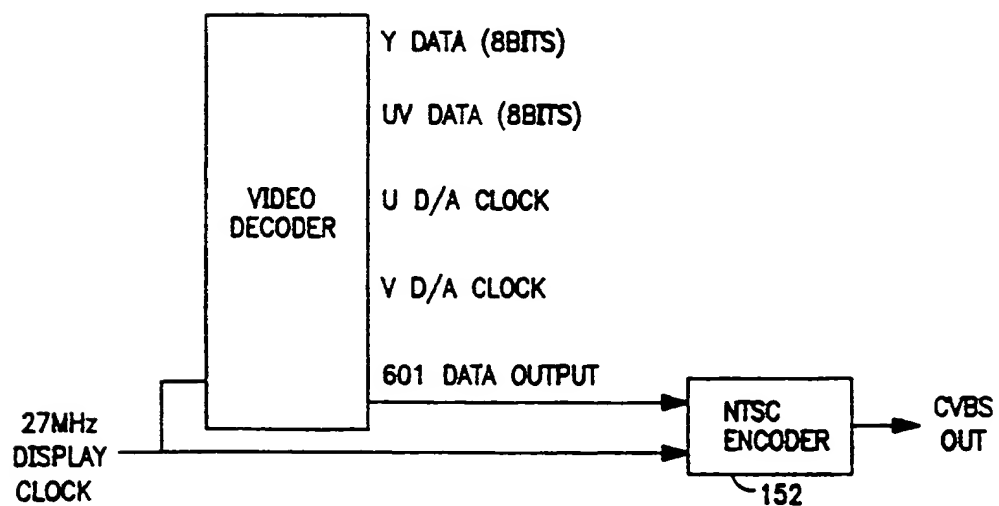 Y DATA (8BITS)
UV DATA (8BITS)
VIDEO
DECODER
U D/A CLOCK
V D/A CLOCK
601 DATA OUTPUT
27MHz
DISPLAY
CLOCK
NTSC
ENCODER
CVBS
OUT
152